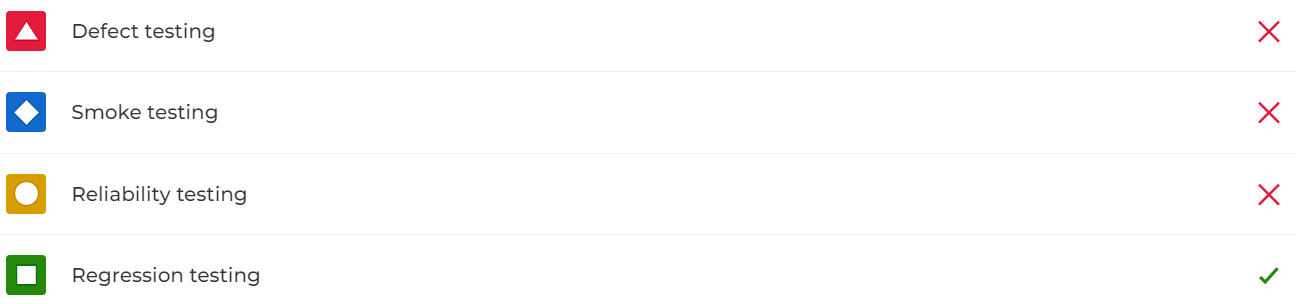 Defect testing
Smoke testing
Reliability testing
Regression testing